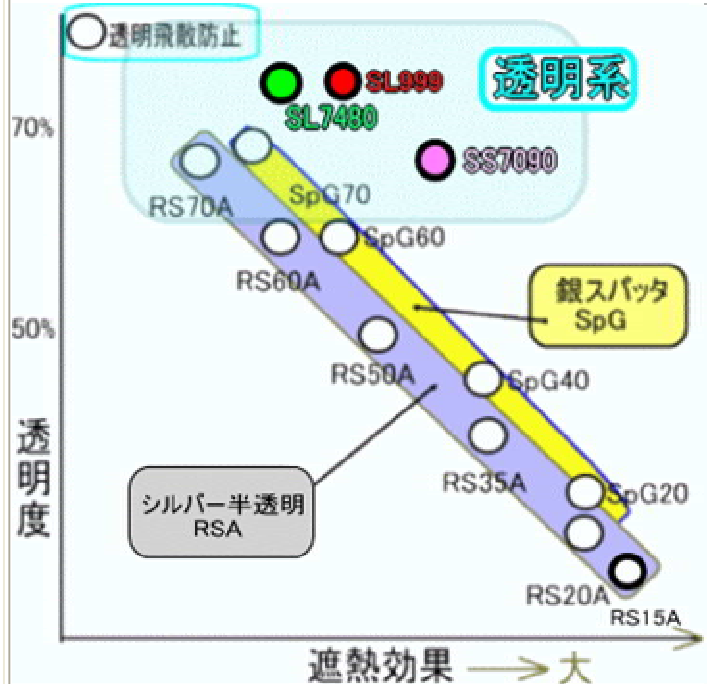 透明飛散防止
透明系
SL999
SL7480
70%
SS7090
SpG70
RS70A
SpG60
RS60A
銀スパッタ
SpG
50%
RS50A
SpG40
透明度
RS35A
シルバー半透明
RSA
SpG20
RS20A
RS15A
遮熱効果 → 大